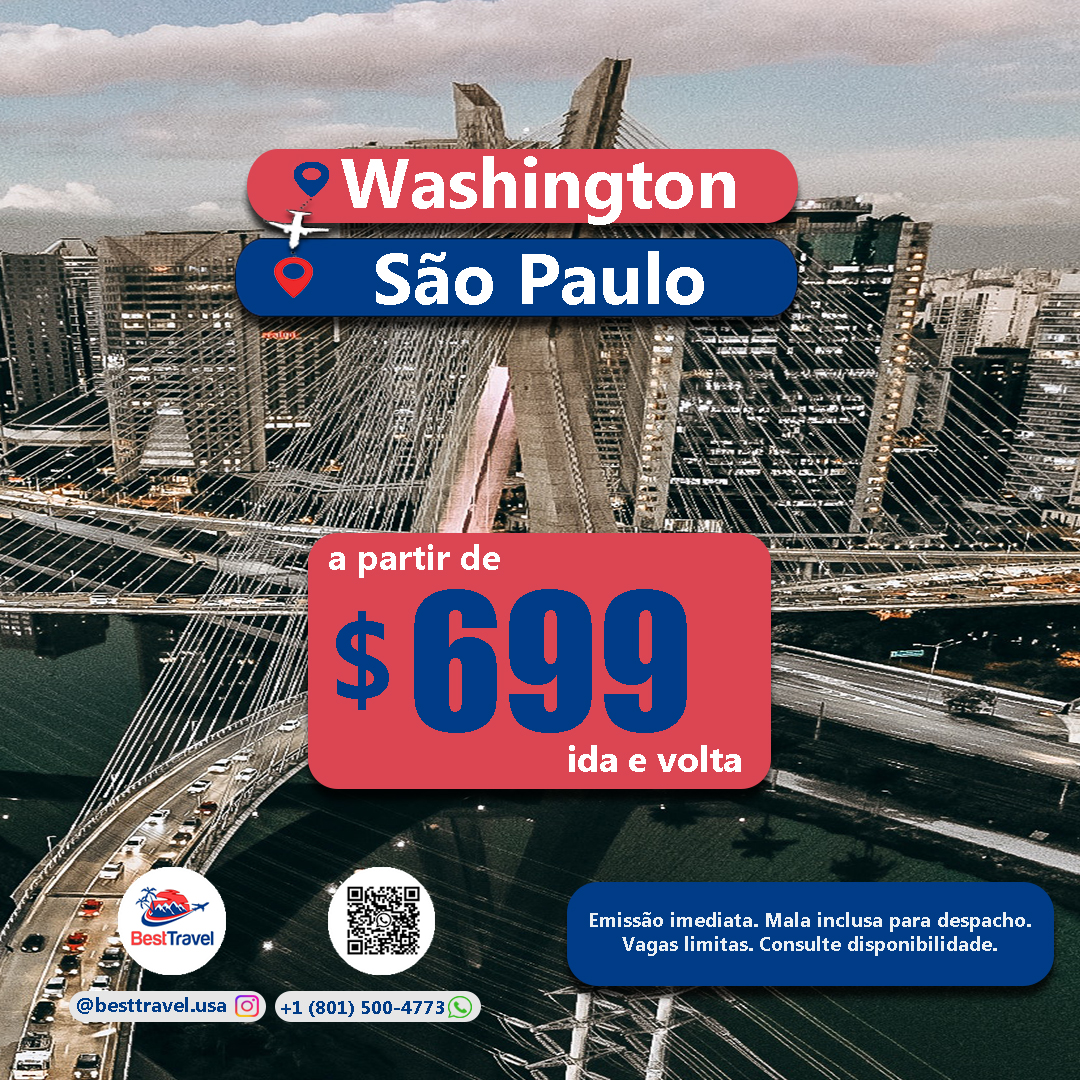 Washington
São Paulo
a partir de
$ 699
ida e volta
BestTravel
@besttravel.usa
+1 (801) 500-4773
Emissão imediata. Mala inclusa para despacho.
Vagas limitas. Consulte disponibilidade.